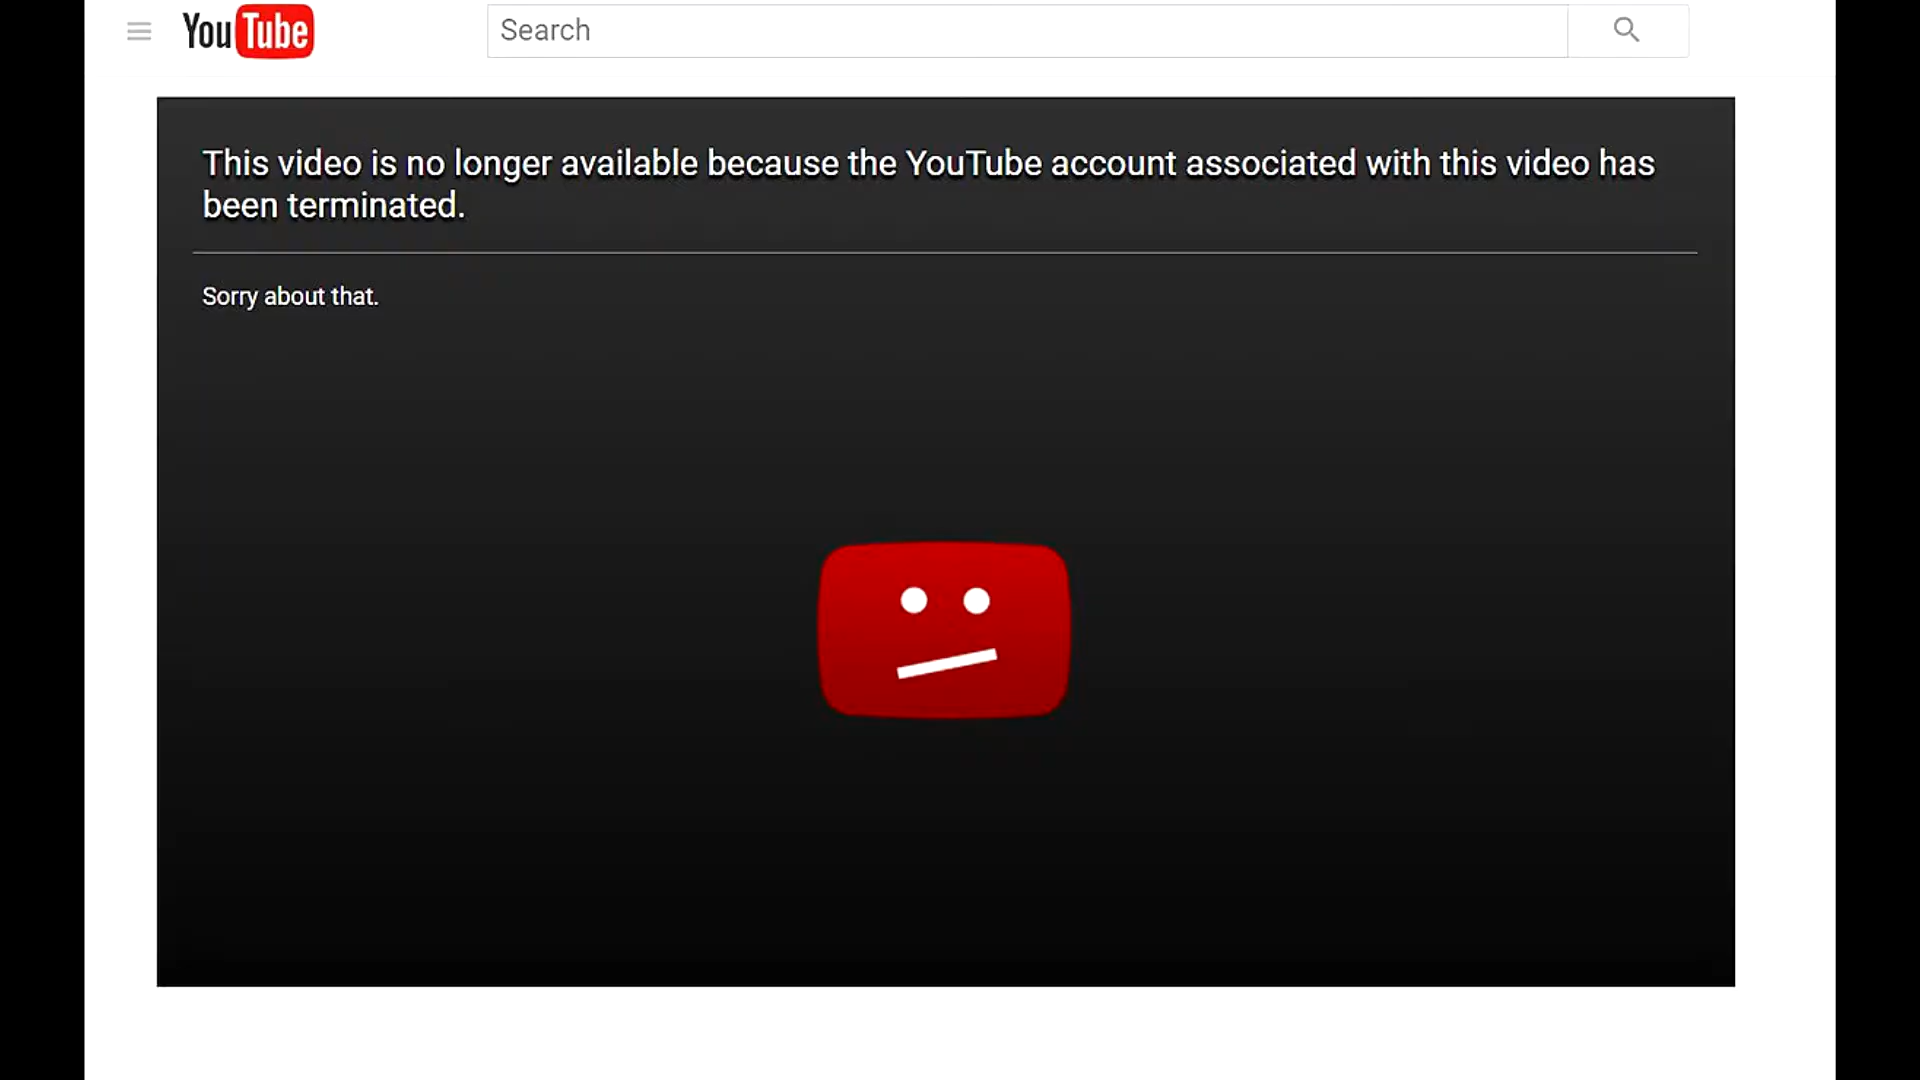 YouTube
Search
This video is no longer available because the YouTube account associated with this video has
been terminated.
Sorry about that.